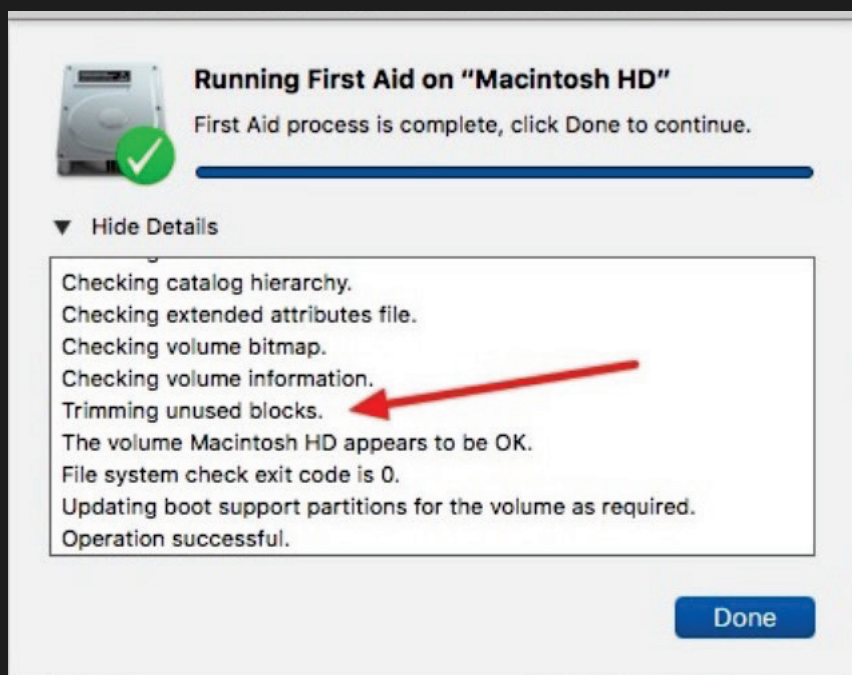 Running First Aid on “Macintosh HD”
First Aid process is complete, click Done to continue.
Hide Details
Checking catalog hierarchy.
Checking extended attributes file.
Checking volume bitmap.
Checking volume information.
Trimming unused blocks.
The volume Macintosh HD appears to be OK.
File system check exit code is 0.
Updating boot support partitions for the volume as required.
Operation successful.
Done